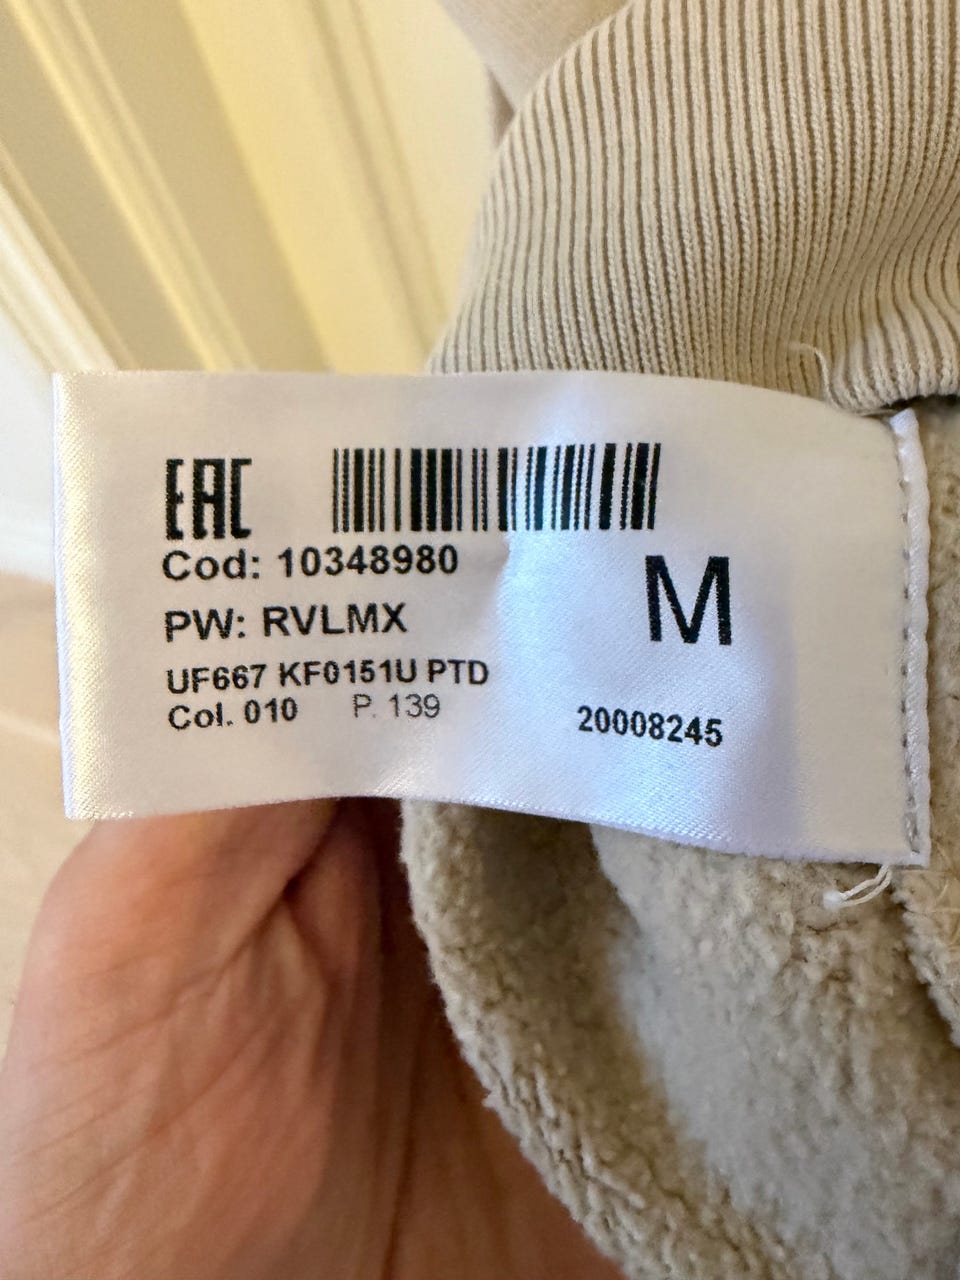 EAC
Cod: 10348980
PW: RVLMX
M
UF667 KF0151U PTD
Col. 010 P. 139
20008245